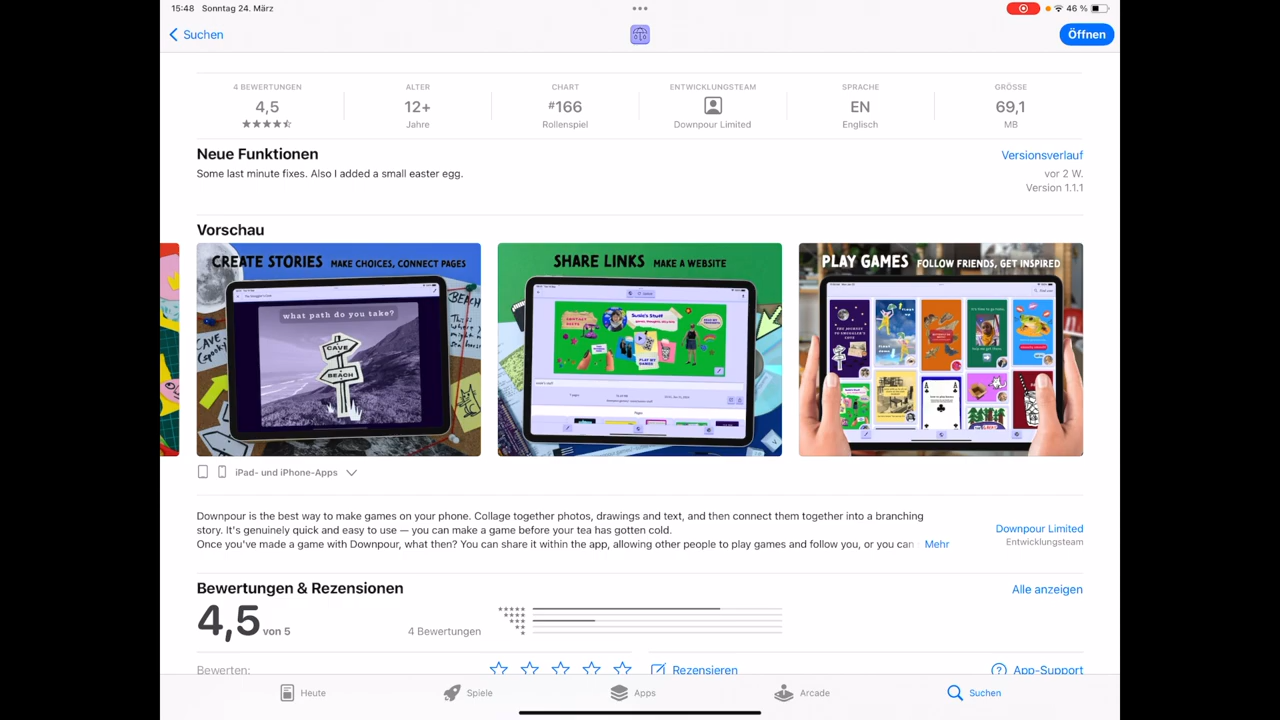 15:48 Sonntag 24. März
46 %
Suchen
Öffnen
4 BEWERTUNGEN
4,5
ALTER
12+
Jahre
CHART
#166
Rollenspiel
ENTWICKLUNGSTEAM
Downpour Limited
SPRACHE
EN
Englisch
GRÖSSE
69,1
MB
Neue Funktionen
Versionsverlauf
Some last minute fixes. Also I added a small easter egg.
vor 2 W.
Version 1.1.1
Vorschau
CREATE STORIES MAKE CHOICES, CONNECT PAGES
what path do you take?
CAVE
BEACH
BEACH
CAVE
SHARE LINKS MAKE A WEBSITE
Susie's Stuff
PLAY GAMES FOLLOW FRIENDS, GET INSPIRED
iPad- und iPhone-Apps
Downpour is the best way to make games on your phone. Collage together photos, drawings and text, and then connect them together into a branching
story. It's genuinely quick and easy to use — you can make a game before your tea has gotten cold.
Once you've made a game with Downpour, what then? You can share it within the app, allowing other people to play games and follow you, or you can
Mehr
Downpour Limited
Entwicklungsteam
Bewertungen & Rezensionen
Alle anzeigen
4,5 von 5
4 Bewertungen
Bewerten:
Rezensieren
App-Support
Heute
Spiele
Apps
Arcade
Suchen